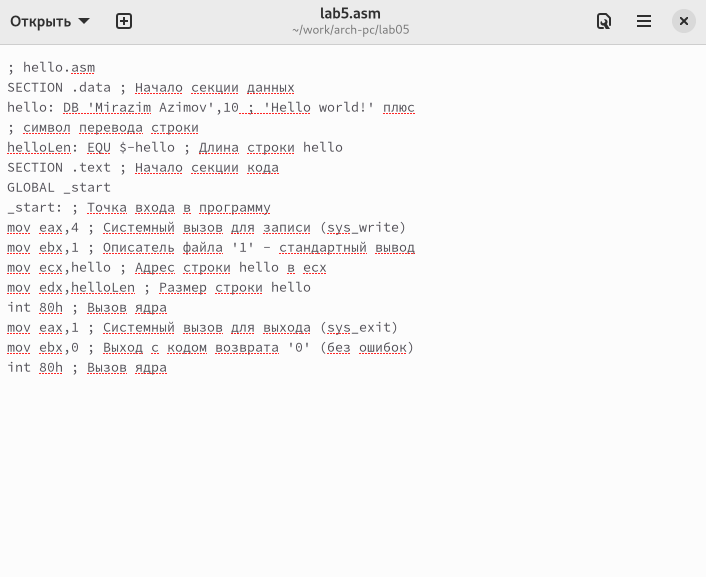 Открыть
lab5.asm
~/work/arch-pc/lab05
; hello.asm
SECTION .data ; Начало секции данных
hello: DB 'Mirazim Azimov',10 ; 'Hello world!' плюс
; символ перевода строки
helloLen: EQU $-hello ; Длина строки hello
SECTION .text ; Начало секции кода
GLOBAL _start
_start: ; Точка входа в программу
mov eax,4 ; Системный вызов для записи (sys_write)
mov ebx,1 ; Описатель файла '1' - стандартный вывод
mov ecx,hello ; Адрес строки hello в ecx
mov edx,helloLen ; Размер строки hello
int 80h ; Вызов ядра
mov eax,1 ; Системный вызов для выхода (sys_exit)
mov ebx,0 ; Выход с кодом возврата '0' (без ошибок)
int 80h ; Вызов ядра